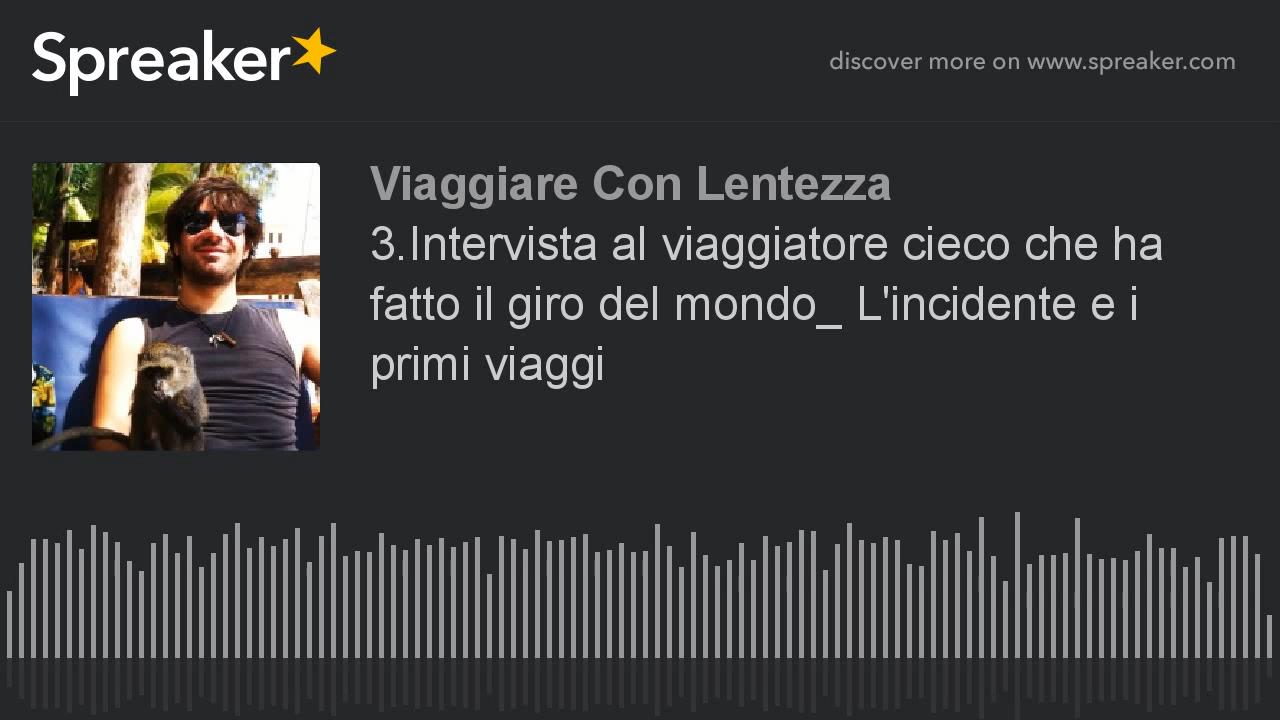 Spreaker
discover more on www.spreaker.com
Viaggiare Con Lentezza
3.Intervista al viaggiatore cieco che ha
fatto il giro del mondo_ L'incidente e i
primi viaggi